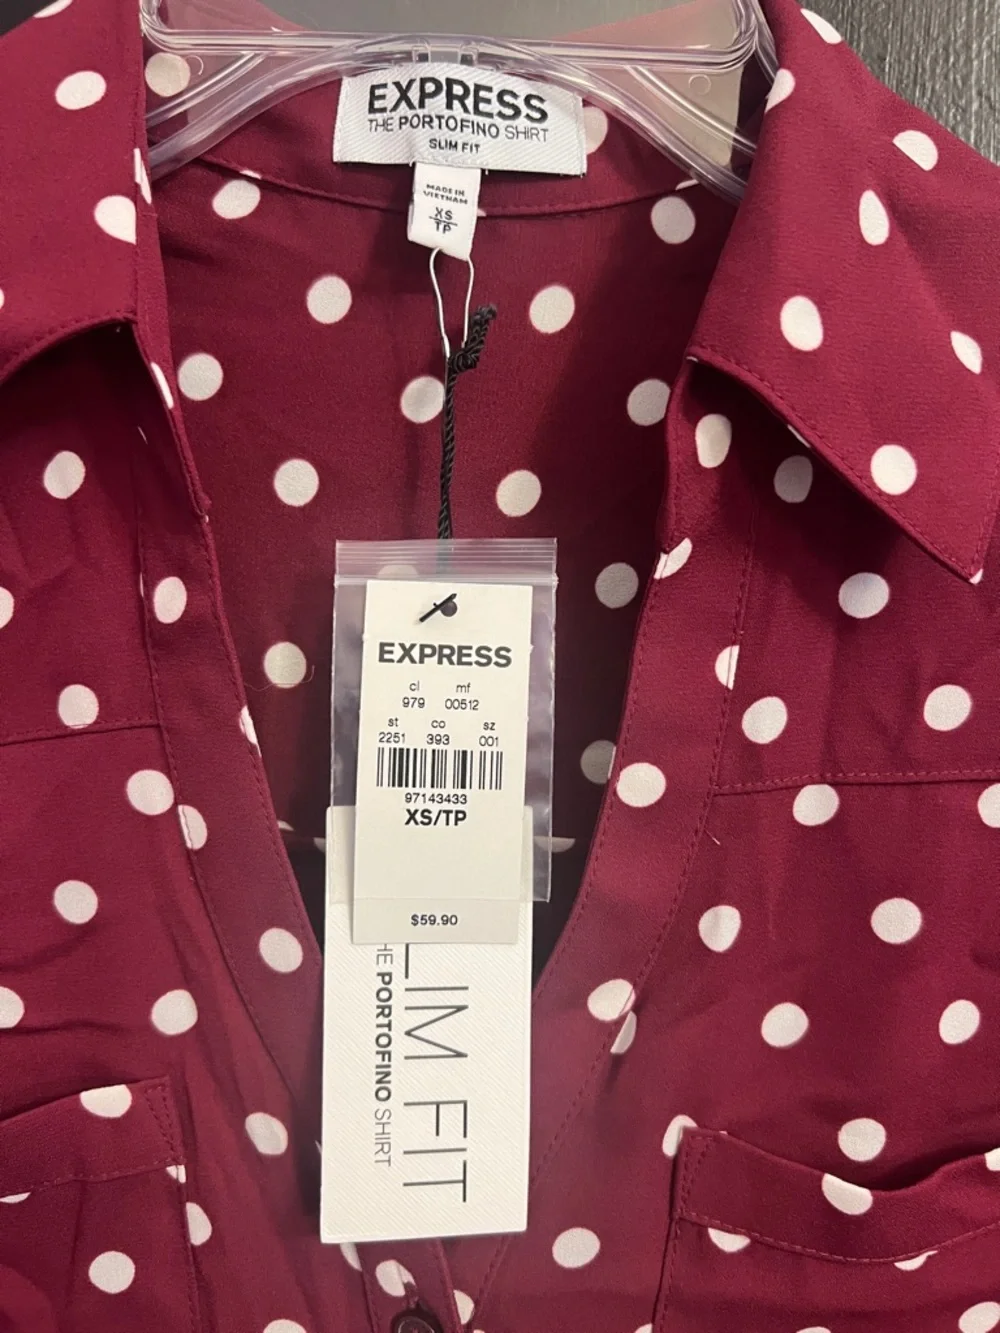 EXPRESS
THE PORTOFINO SHIRT
SLIM FIT
MADE IN
VIETNAM
XS
TP
EXPRESS
cl mf
979 00512
st co sz
2251 393 001
97143433
XS/TP
$59.90
LIM FIT
HE PORTOFINO SHIRT